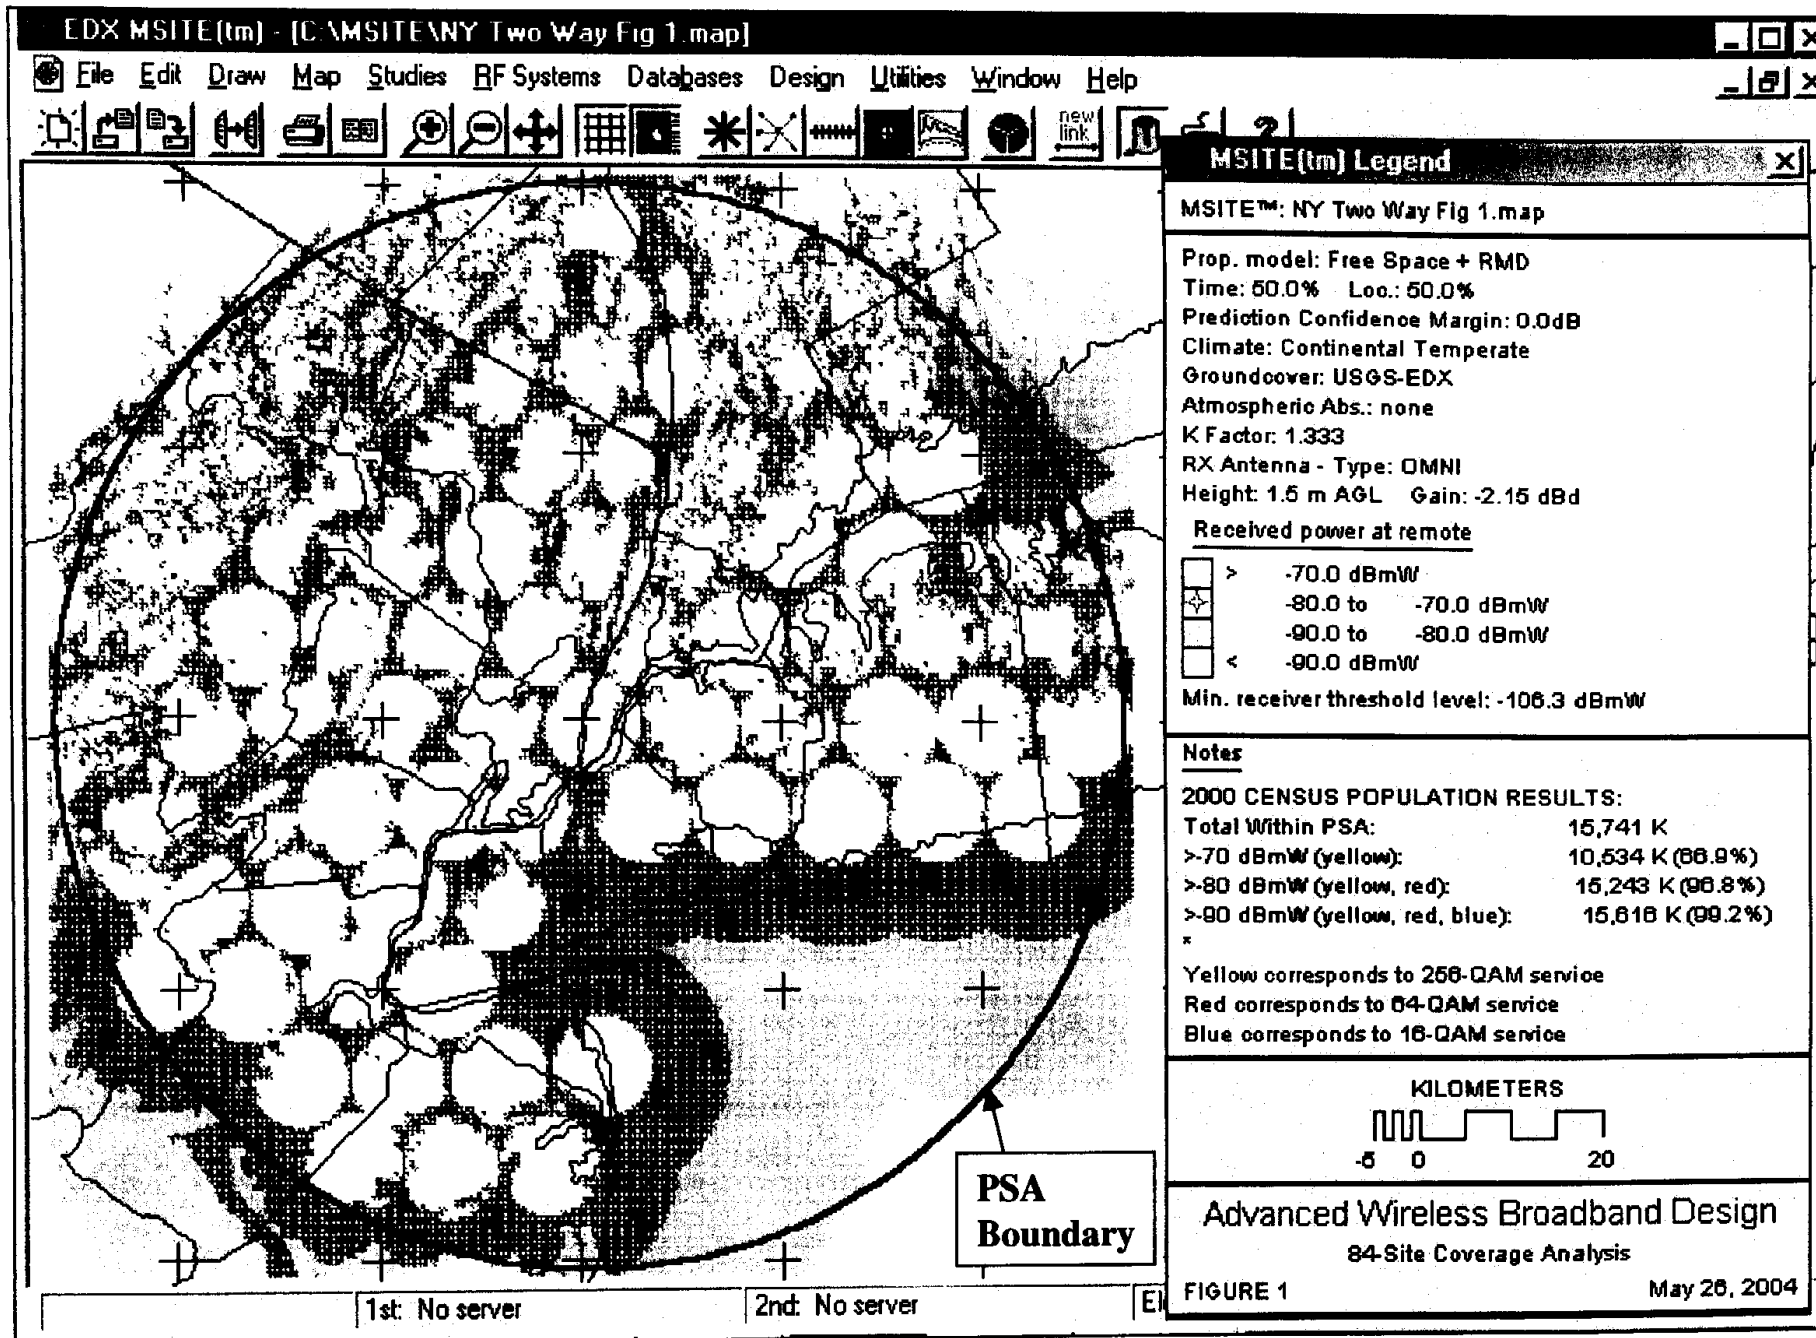 EDX MSITE(tm) - [C:\MSITE\NY Two Way Fig 1.map]
File Edit Draw Map Studies RF Systems Databases Design Utilities Window Help
new
link
MSITE(tm) Legend
MSITE™: NY Two Way Fig 1.map
Prop. model: Free Space + RMD
Time: 50.0% Loc.: 50.0%
Prediction Confidence Margin: 0.0dB
Climate: Continental Temperate
Groundcover: USGS-EDX
Atmospheric Abs.: none
K Factor: 1.333
RX Antenna - Type: OMNI
Height: 1.5 m AGL Gain: -2.15 dBd
Received power at remote
> -70.0 dBmW
-80.0 to -70.0 dBmW
-90.0 to -80.0 dBmW
< -90.0 dBmW
Min. receiver threshold level: -106.3 dBmW
Notes
2000 CENSUS POPULATION RESULTS:
Total Within PSA: 15,741 K
>-70 dBmW (yellow): 10,534 K (66.9%)
>-80 dBmW (yellow, red): 15,243 K (96.8%)
>-90 dBmW (yellow, red, blue): 15,616 K (99.2%)
*
Yellow corresponds to 256-QAM service
Red corresponds to 64-QAM service
Blue corresponds to 16-QAM service
KILOMETERS
-5 0 20
PSA
Boundary
Advanced Wireless Broadband Design
84-Site Coverage Analysis
FIGURE 1 May 26, 2004
1st: No server 2nd: No server